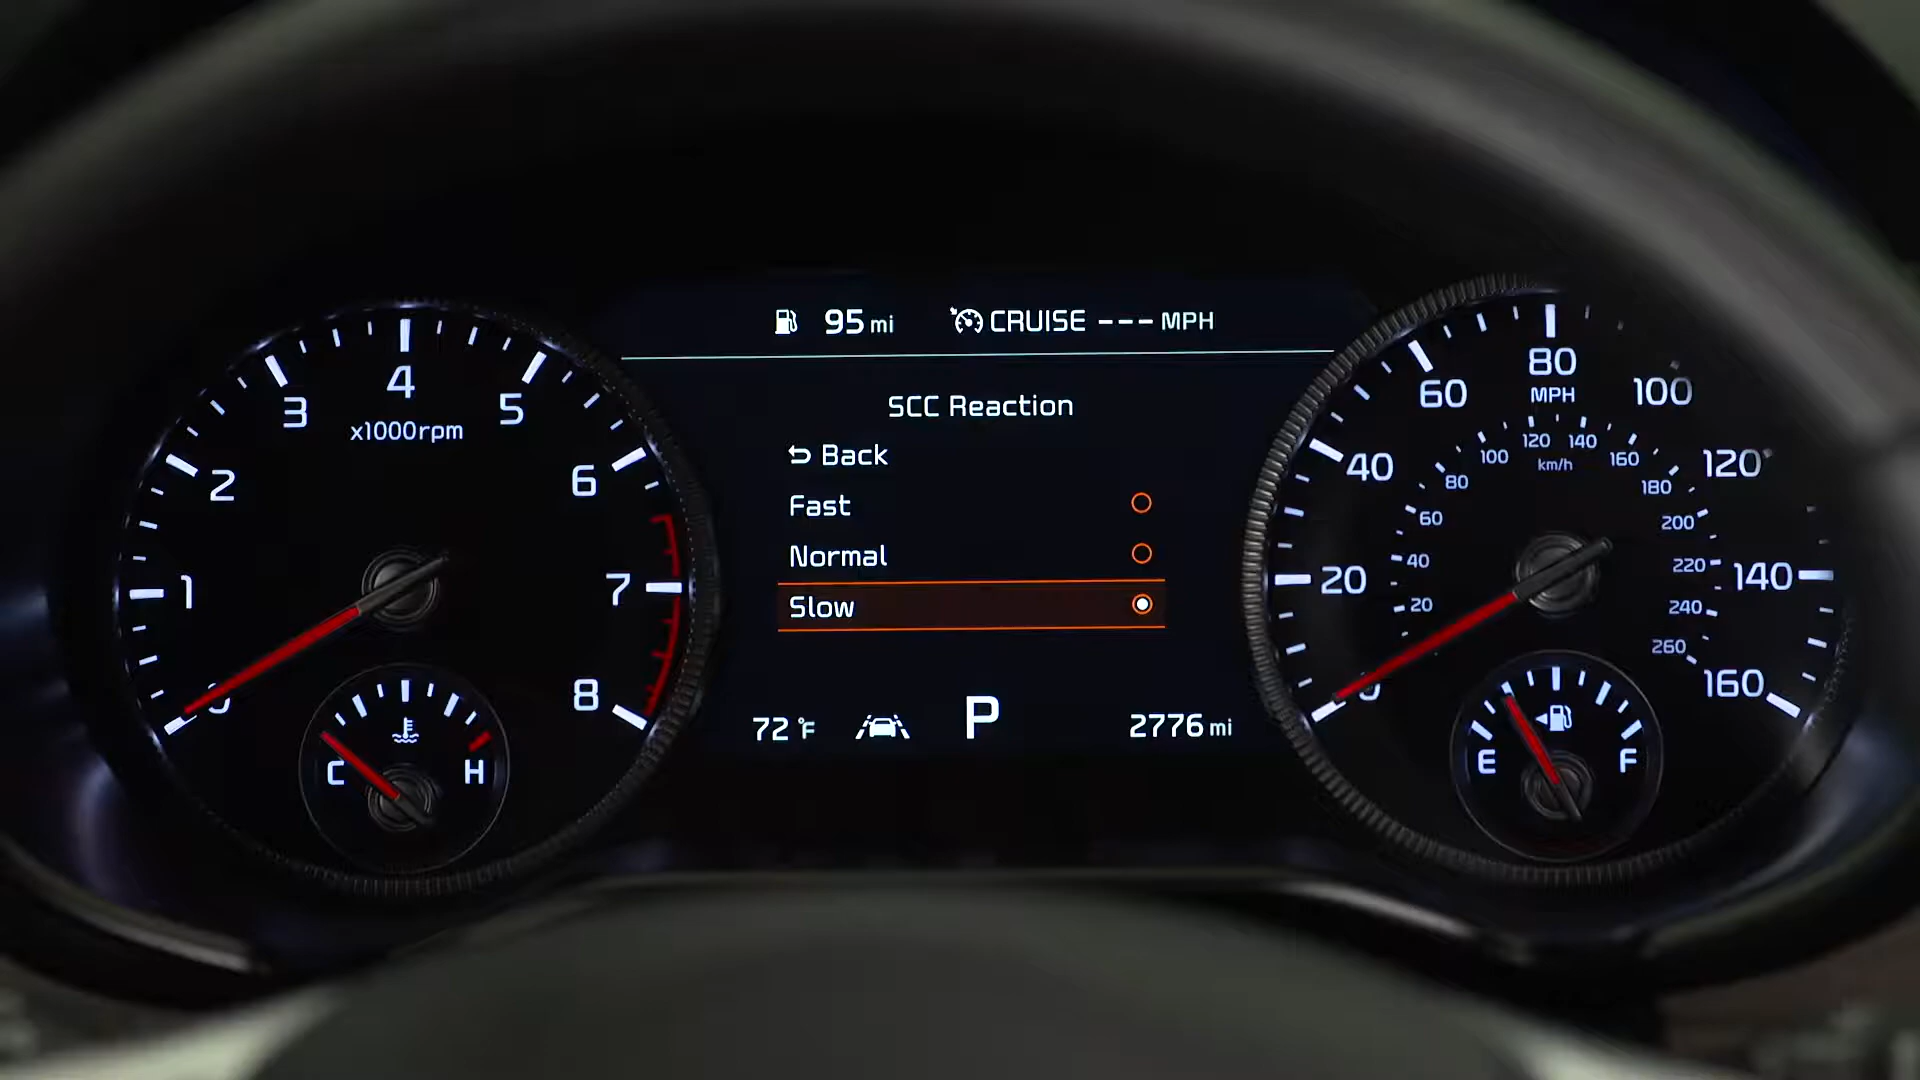 95 mi CRUISE --- MPH
SCC Reaction
Back
Fast
Normal
Slow
72 °F P 2776 mi
1 2 3 4 5 6 7 8
x1000rpm
C H
20 40 60 80 100 120 140 160
MPH
20 40 60 80 100 120 140 160 180 200 220 240 260
km/h
E F